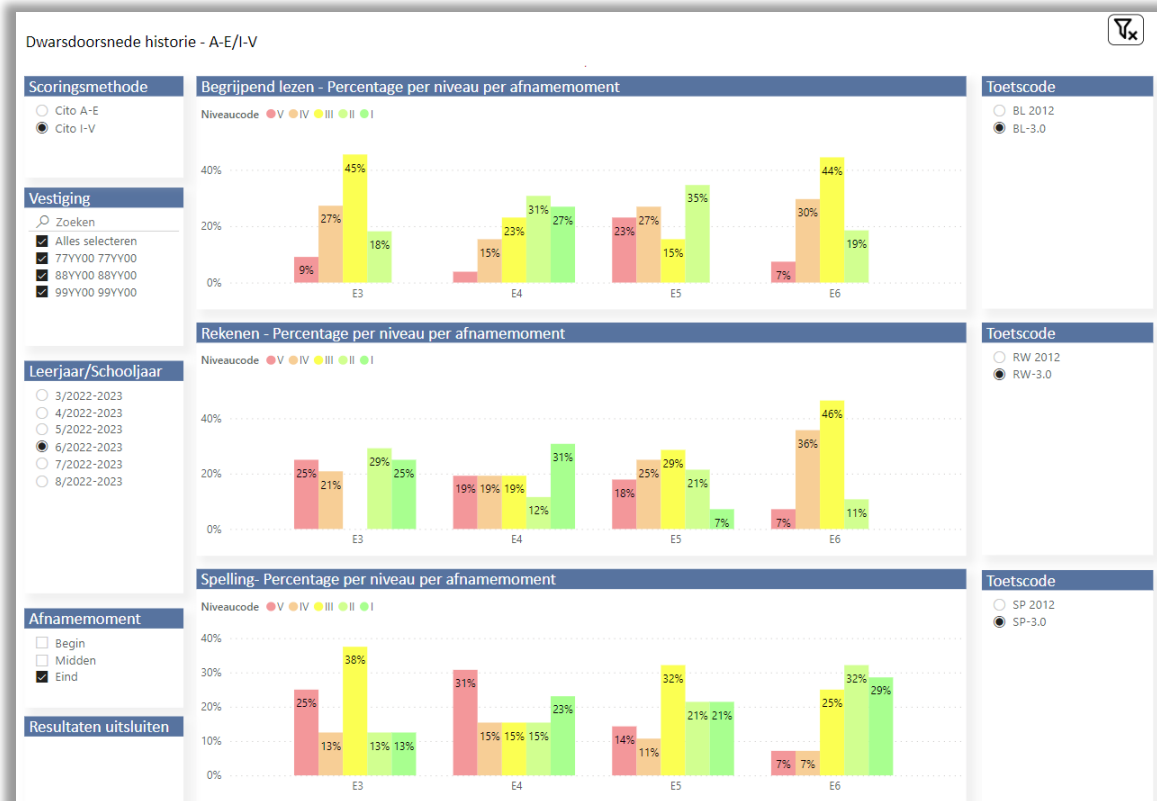 Dwarsdoorsnede historie - A-E/I-V
Scoringsmethode
Cito A-E
Cito I-V
Vestiging
Zoeken
Alles selecteren
77YY00 77YY00
88YY00 88YY00
99YY00 99YY00
Leerjaar/Schooljaar
3/2022-2023
4/2022-2023
5/2022-2023
6/2022-2023
7/2022-2023
8/2022-2023
Afnamemoment
Begin
Midden
Eind
Resultaten uitsluiten
Begrijpend lezen - Percentage per niveau per afnamemoment
Niveaucode V IV III II I
40%
20%
0%
9% 27% 45% 18%
15% 23% 31% 27%
23% 27% 15% 35%
7% 30% 44% 19%
E3 E4 E5 E6
Toetscode
BL 2012
BL-3.0
Rekenen - Percentage per niveau per afnamemoment
Niveaucode V IV III II I
40%
20%
0%
25% 21% 29% 25%
19% 19% 19% 12% 31%
18% 25% 29% 21% 7%
7% 36% 46% 11%
E3 E4 E5 E6
Toetscode
RW 2012
RW-3.0
Spelling- Percentage per niveau per afnamemoment
Niveaucode V IV III II I
40%
30%
20%
10%
0%
25% 13% 38% 13% 13%
31% 15% 15% 15% 23%
14% 11% 32% 21% 21%
7% 7% 25% 32% 29%
E3 E4 E5 E6
Toetscode
SP 2012
SP-3.0